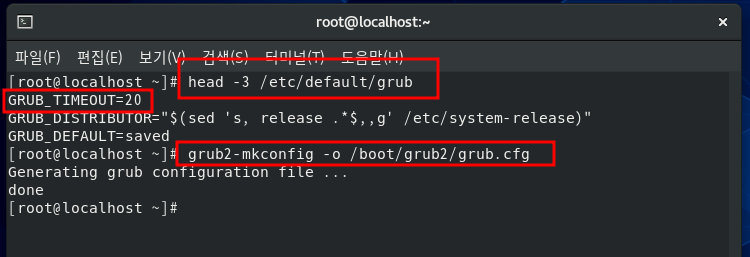 root@localhost:~
파일(F) 편집(E) 보기(V) 검색(S) 터미널(T) 도움말(H)
[root@localhost ~]# head -3 /etc/default/grub
GRUB_TIMEOUT=20
GRUB_DISTRIBUTOR="$(sed 's, release .*$,,g' /etc/system-release)"
GRUB_DEFAULT=saved
[root@localhost ~]# grub2-mkconfig -o /boot/grub2/grub.cfg
Generating grub configuration file ...
done
[root@localhost ~]#